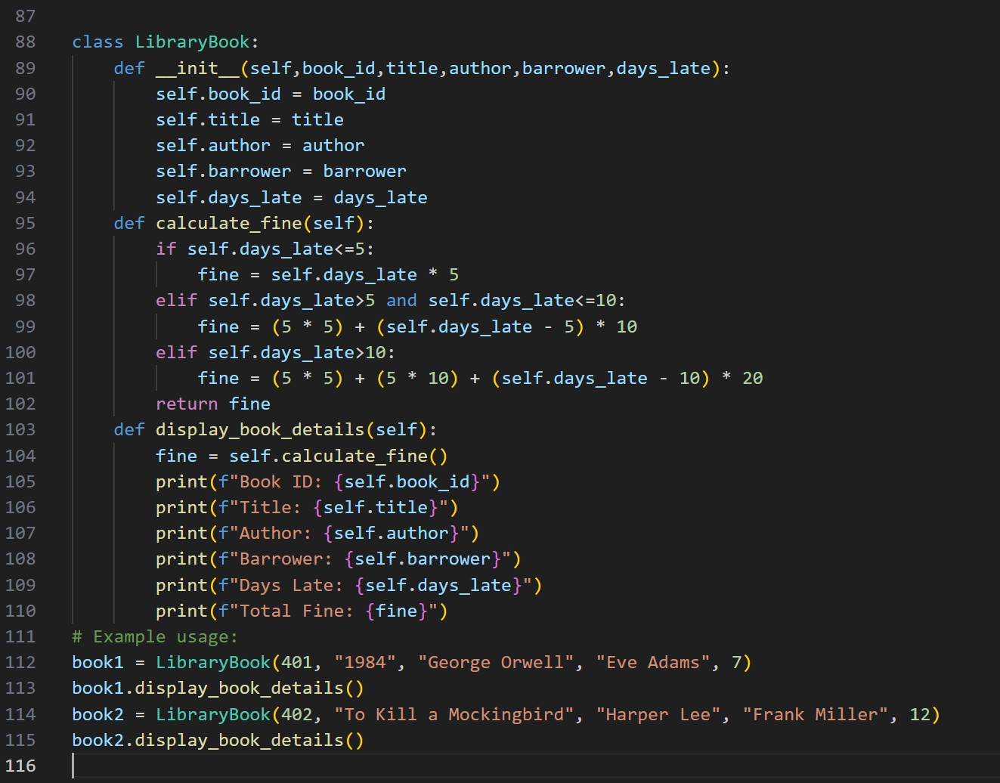 87
88 class LibraryBook:
89     def __init__(self,book_id,title,author,barrower,days_late):
90         self.book_id = book_id
91         self.title = title
92         self.author = author
93         self.barrower = barrower
94         self.days_late = days_late
95     def calculate_fine(self):
96         if self.days_late<=5:
97             fine = self.days_late * 5
98         elif self.days_late>5 and self.days_late<=10:
99             fine = (5 * 5) + (self.days_late - 5) * 10
100         elif self.days_late>10:
101             fine = (5 * 5) + (5 * 10) + (self.days_late - 10) * 20
102         return fine
103     def display_book_details(self):
104         fine = self.calculate_fine()
105         print(f"Book ID: {self.book_id}")
106         print(f"Title: {self.title}")
107         print(f"Author: {self.author}")
108         print(f"Barrower: {self.barrower}")
109         print(f"Days Late: {self.days_late}")
110         print(f"Total Fine: {fine}")
111 # Example usage:
112 book1 = LibraryBook(401, "1984", "George Orwell", "Eve Adams", 7)
113 book1.display_book_details()
114 book2 = LibraryBook(402, "To Kill a Mockingbird", "Harper Lee", "Frank Miller", 12)
115 book2.display_book_details()
116